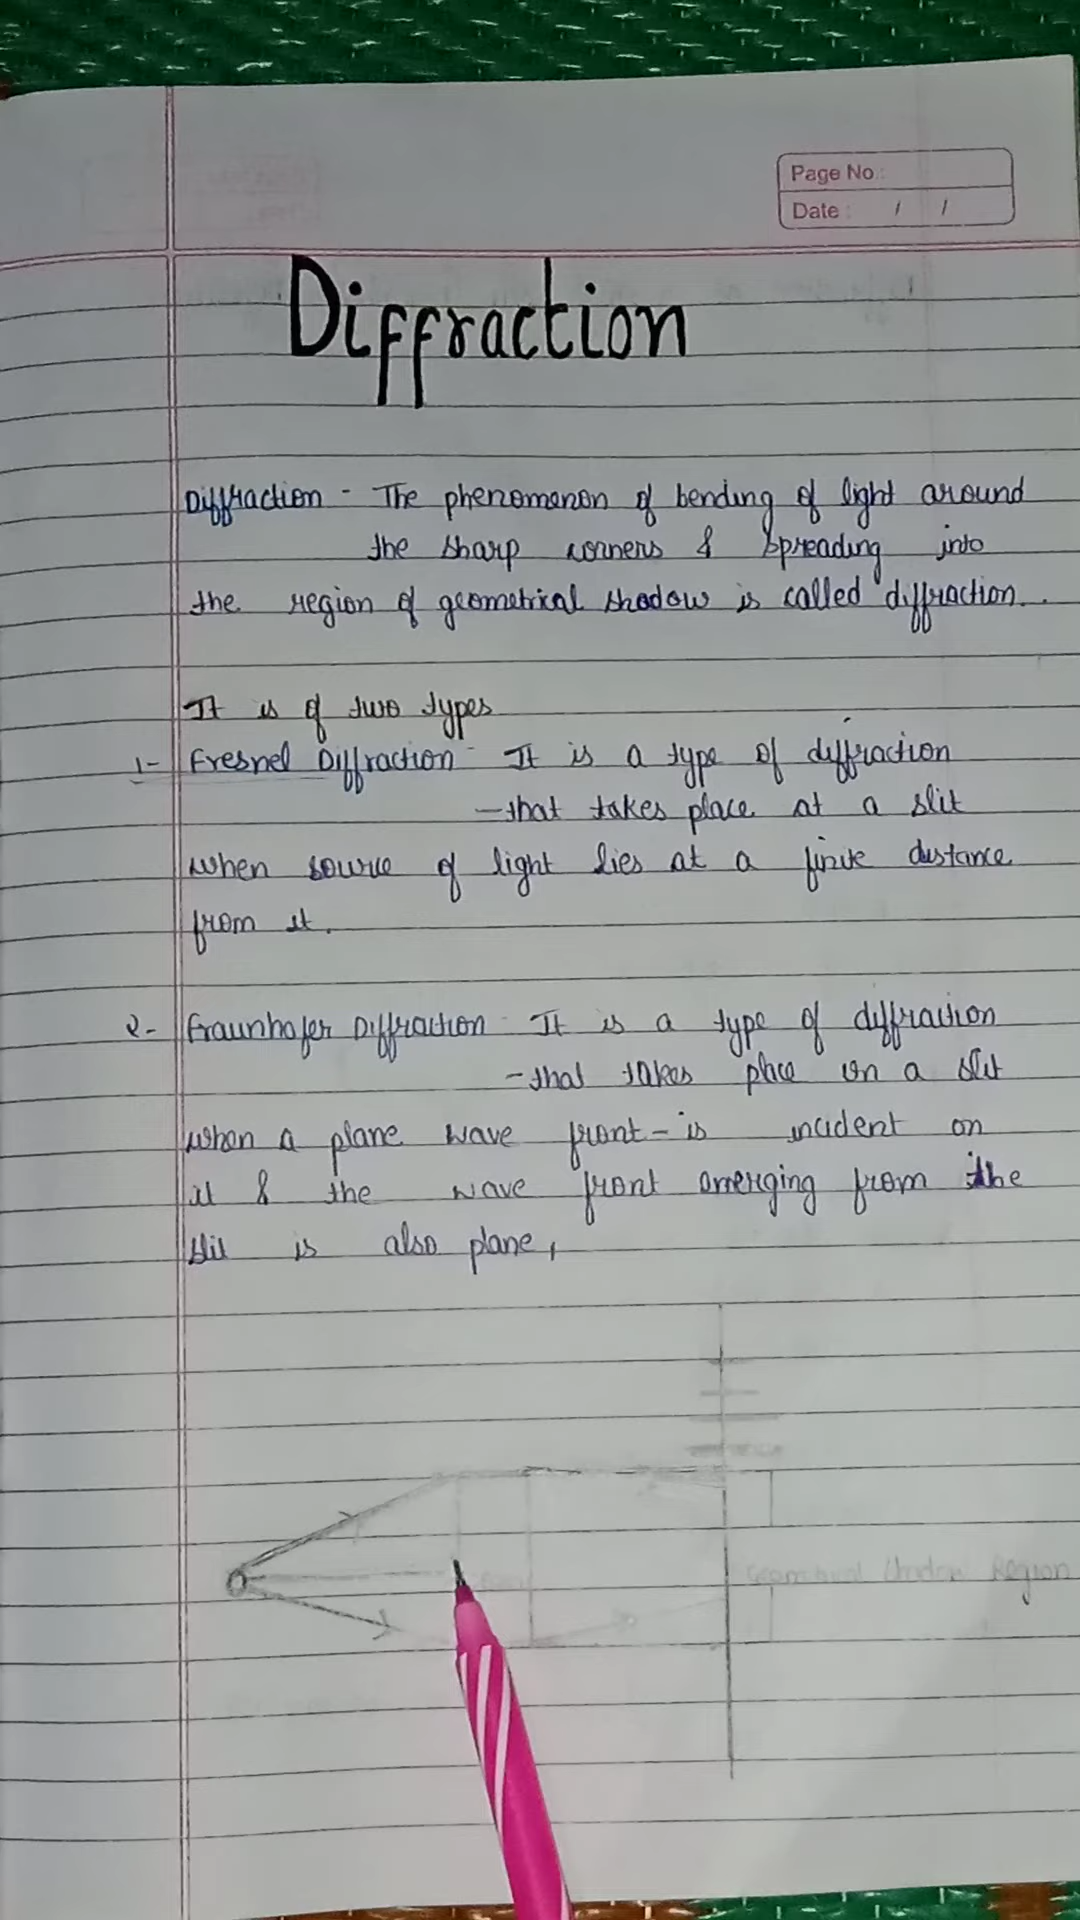 Page No :
Date : / /
Diffraction
Diffraction - The phenomenon of bending of light around
the sharp corners & spreading into
the region of geometrical shadow is called diffraction.
It is of two types
1- Fresnel Diffraction - It is a type of diffraction
that takes place at a slit
when source of light lies at a finite distance
from it.
2- Fraunhofer Diffraction - It is a type of diffraction
that takes place on a slit
when a plane wave front is incident on
it & the wave front emerging from the
slit is also plane,
Region